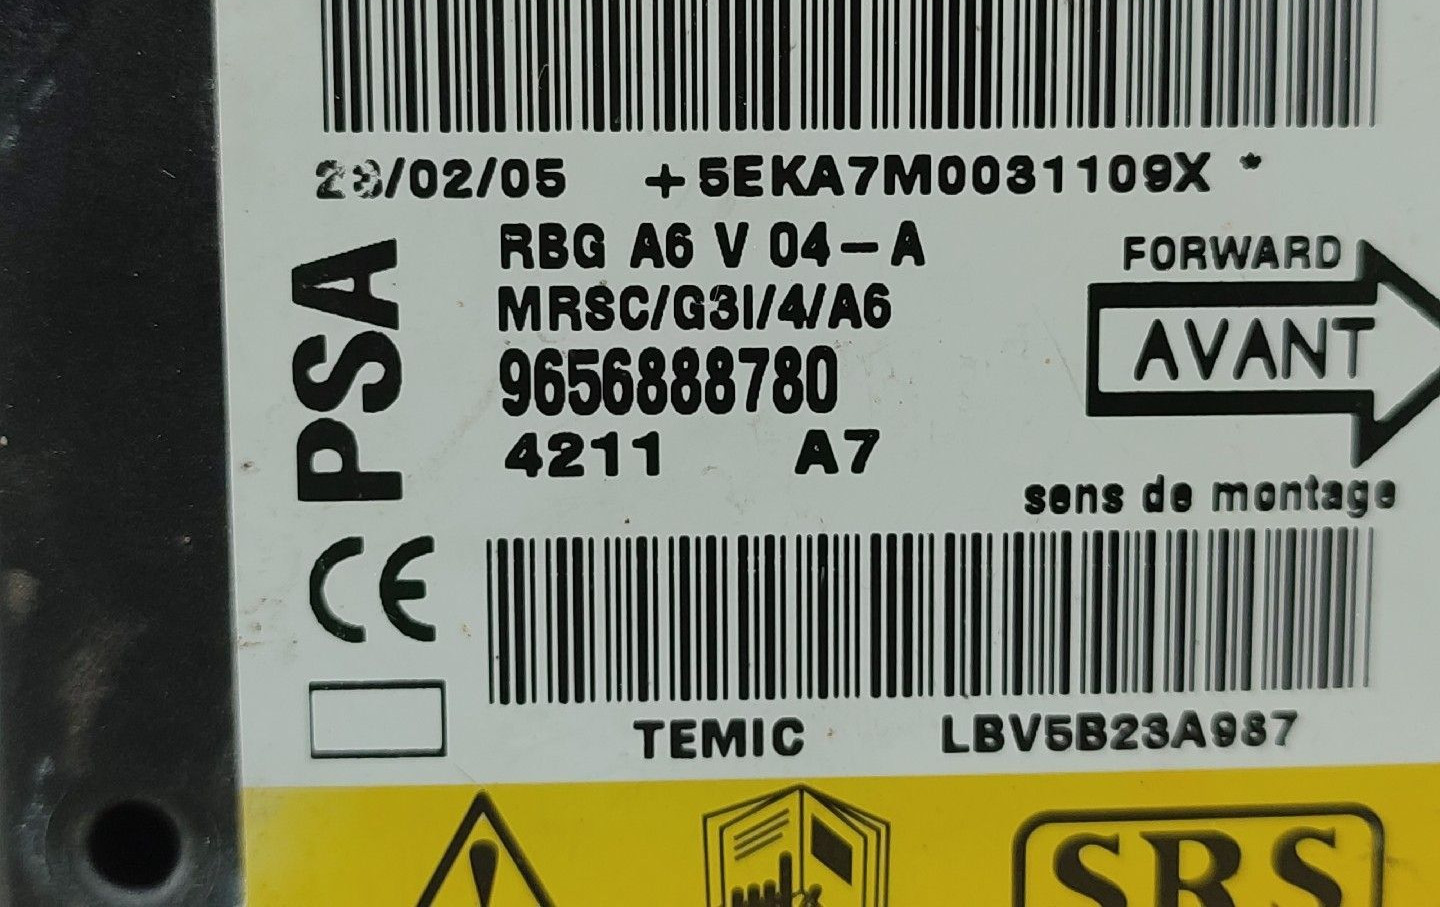 /02/05 +5EKA7M0031109X *
RBG A6 V 04-A
MRSC/G3I/4/A6
9656888780
4211 A7
PSA
CE
FORWARD
AVANT
sens de montage
TEMIC LBV5B23A987
SRS